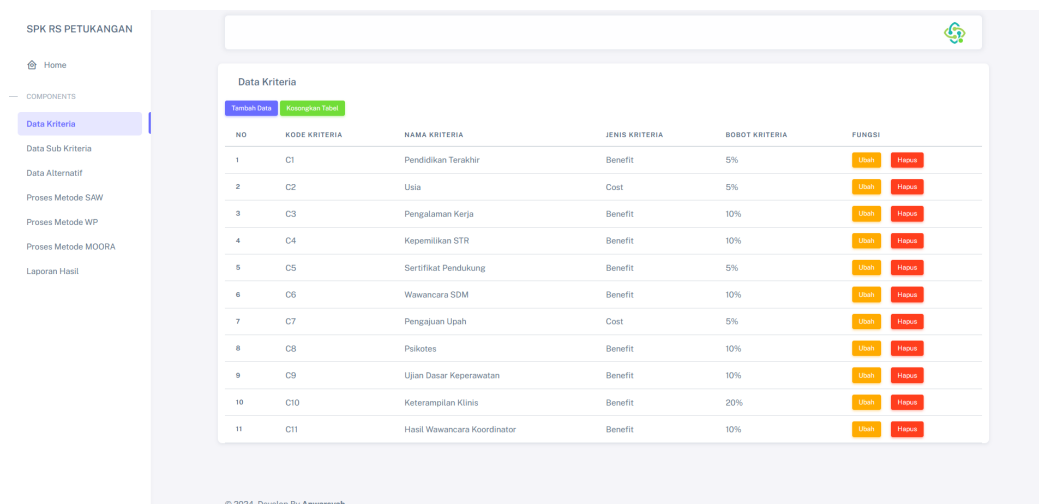 SPK RS PETUKANGAN
Home
COMPONENTS
Data Kriteria
Data Sub Kriteria
Data Alternatif
Proses Metode SAW
Proses Metode WP
Proses Metode MOORA
Laporan Hasil
Data Kriteria
Tambah Data Kosongkan Tabel
NO KODE KRITERIA NAMA KRITERIA JENIS KRITERIA BOBOT KRITERIA FUNGSI
1 C1 Pendidikan Terakhir Benefit 5% Ubah Hapus
2 C2 Usia Cost 5% Ubah Hapus
3 C3 Pengalaman Kerja Benefit 10% Ubah Hapus
4 C4 Kepemilikan STR Benefit 10% Ubah Hapus
5 C5 Sertifikat Pendukung Benefit 5% Ubah Hapus
6 C6 Wawancara SDM Benefit 10% Ubah Hapus
7 C7 Pengajuan Upah Cost 5% Ubah Hapus
8 C8 Psikotes Benefit 10% Ubah Hapus
9 C9 Ujian Dasar Keperawatan Benefit 10% Ubah Hapus
10 C10 Keterampilan Klinis Benefit 20% Ubah Hapus
11 C11 Hasil Wawancara Koordinator Benefit 10% Ubah Hapus
© 2024, Develop By